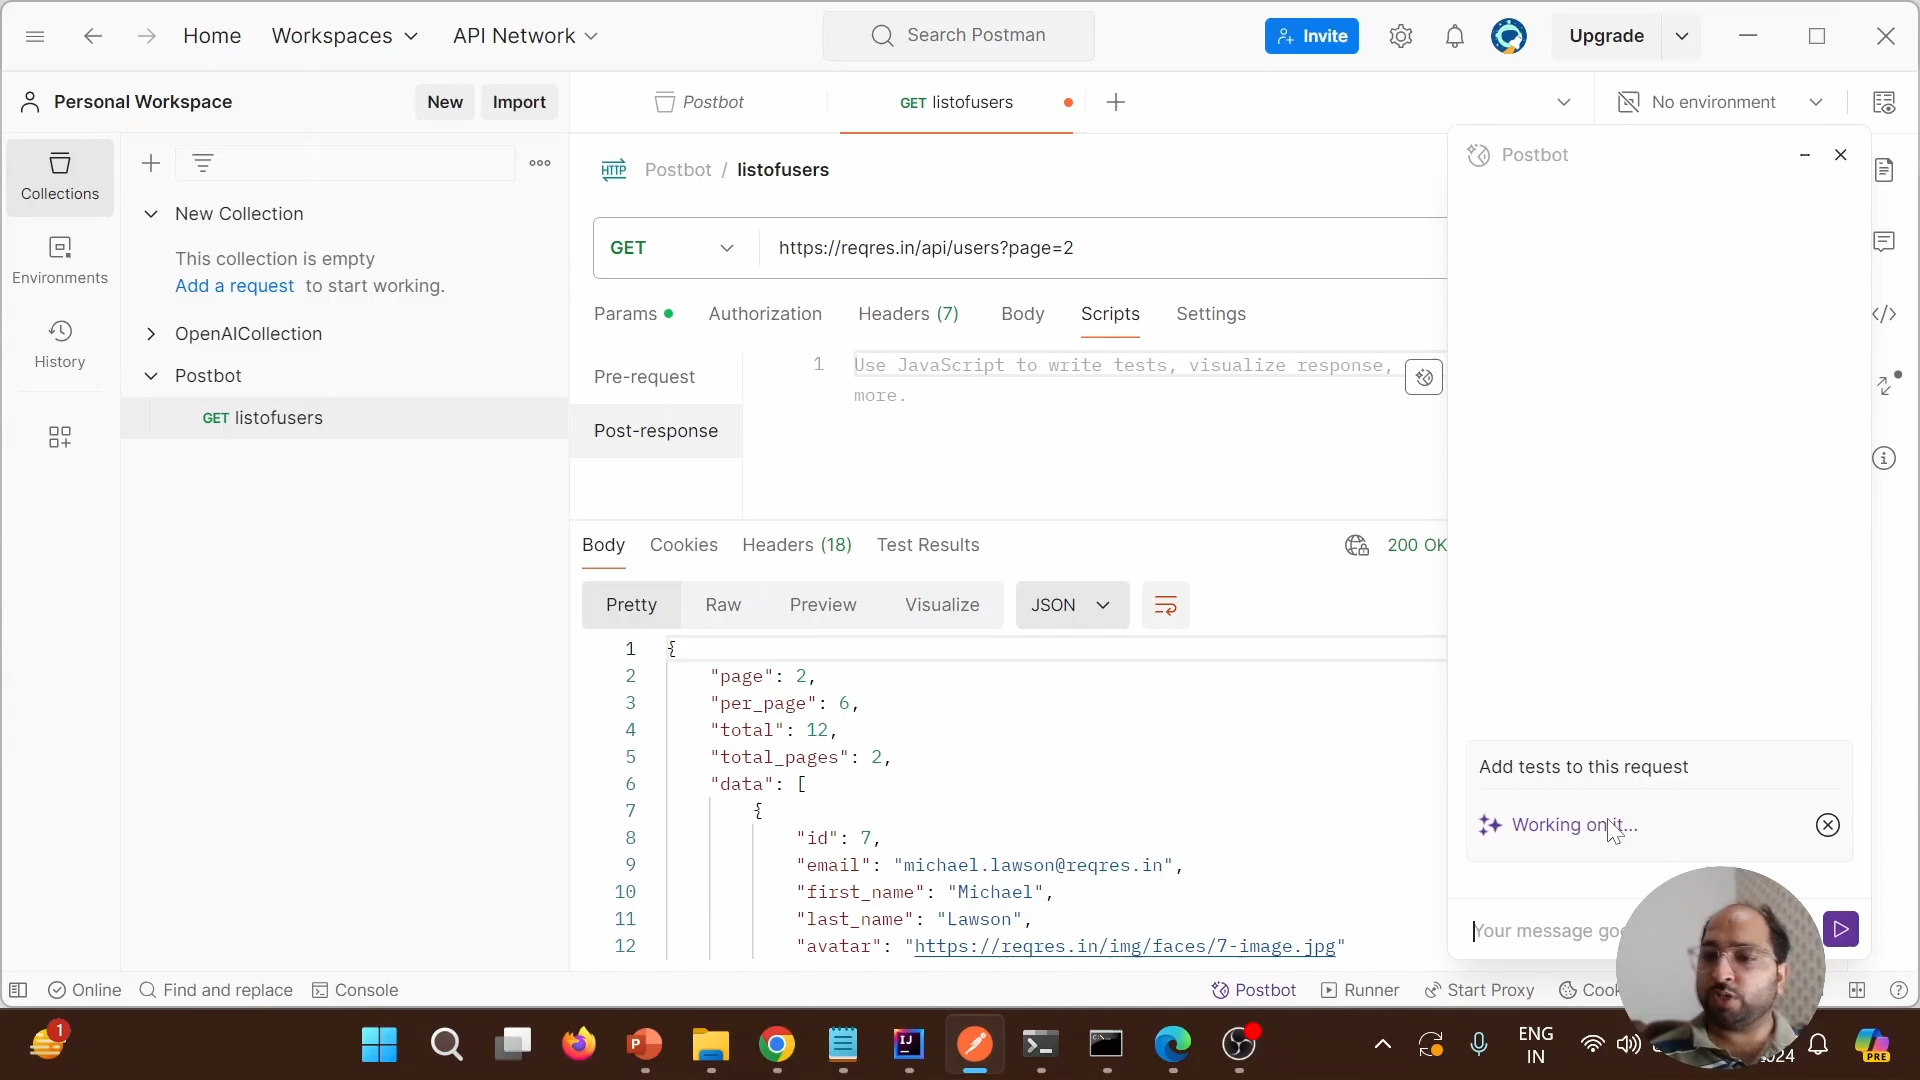 Home
Workspaces
API Network
Search Postman
Invite
Upgrade
Personal Workspace
New
Import
Postbot
GET listofusers
No environment
Collections
Environments
History
New Collection
This collection is empty
Add a request to start working.
OpenAICollection
Postbot
GET listofusers
HTTP
Postbot / listofusers
GET
https://reqres.in/api/users?page=2
Params
Authorization
Headers (7)
Body
Scripts
Settings
Pre-request
Post-response
1
Use JavaScript to write tests, visualize response,
more.
Body
Cookies
Headers (18)
Test Results
200 OK
Pretty
Raw
Preview
Visualize
JSON
1 {
2 "page": 2,
3 "per_page": 6,
4 "total": 12,
5 "total_pages": 2,
6 "data": [
7 {
8 "id": 7,
9 "email": "michael.lawson@reqres.in",
10 "first_name": "Michael",
11 "last_name": "Lawson",
12 "avatar": "https://reqres.in/img/faces/7-image.jpg"
Postbot
Add tests to this request
Working on it...
Your message
Online
Find and replace
Console
Postbot
Runner
Start Proxy
1
P
IJ
ENG
IN
PRE